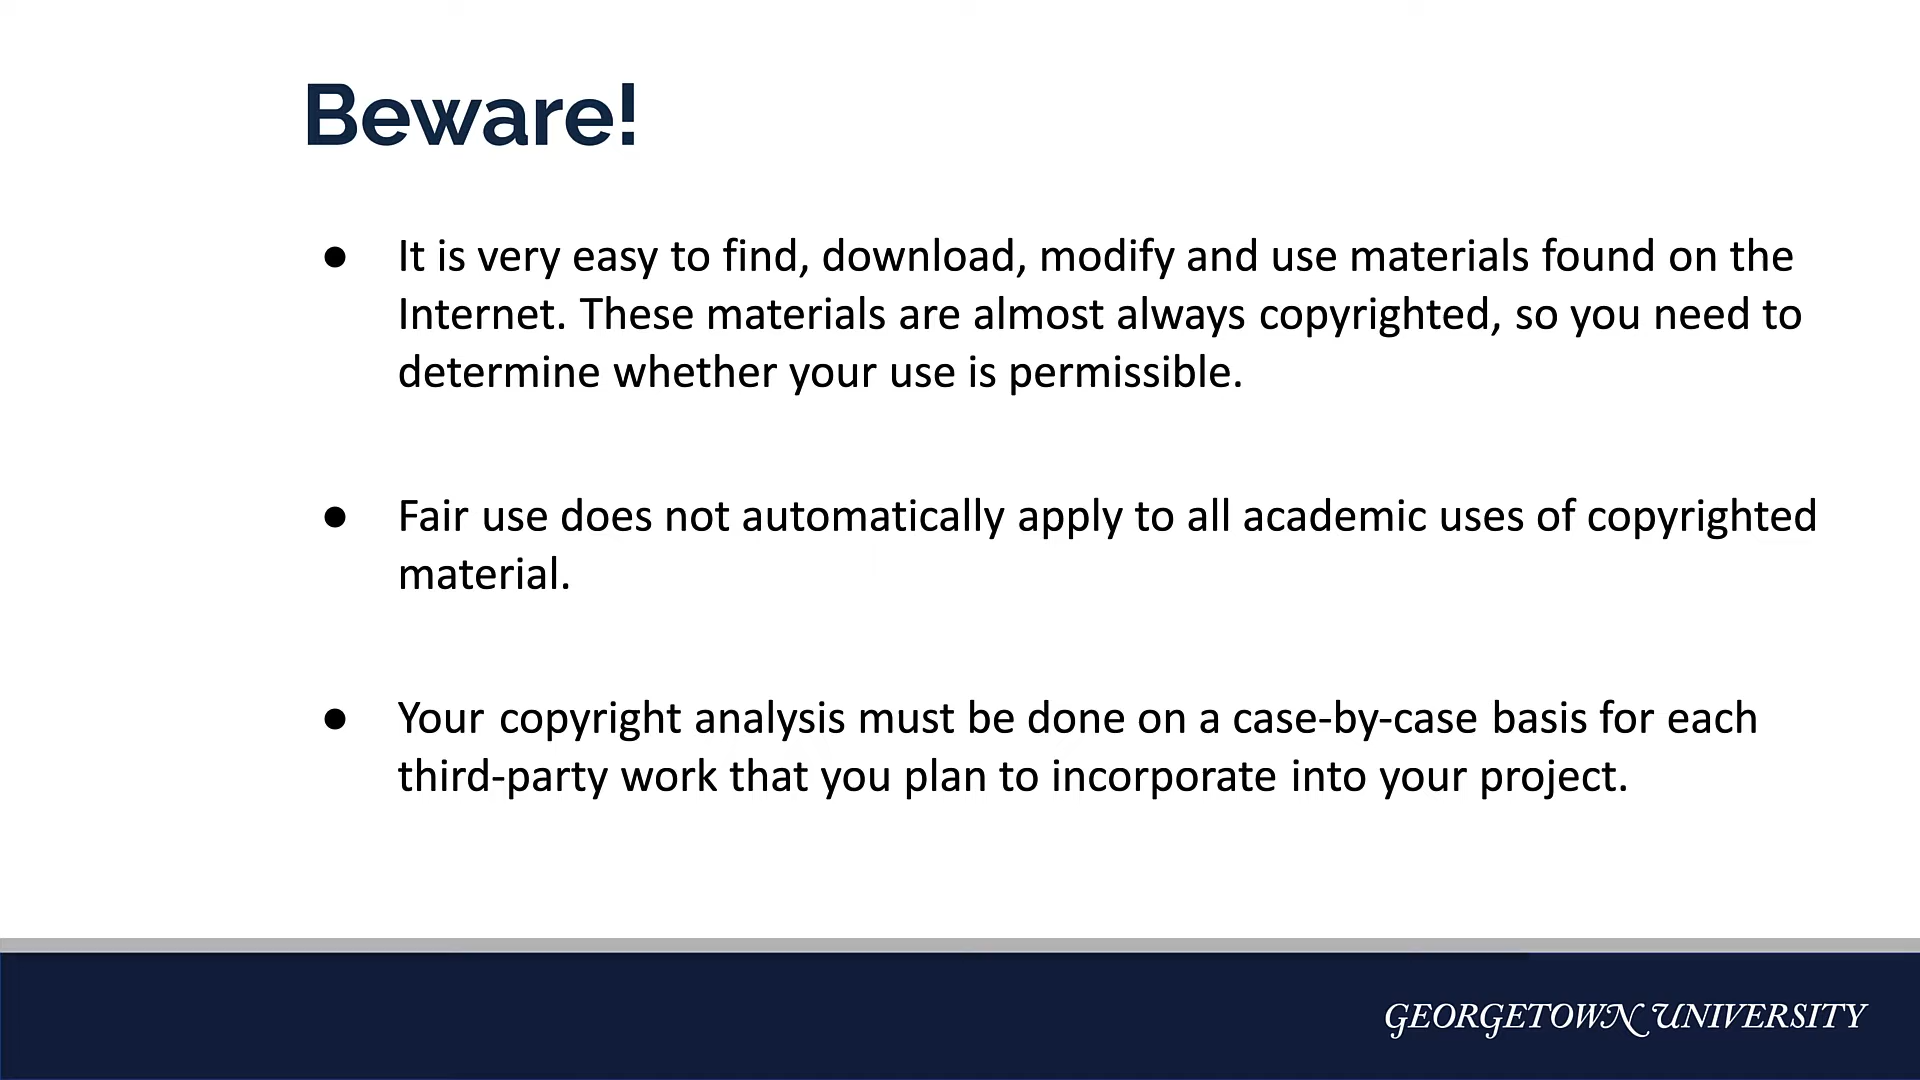 Beware!
● It is very easy to find, download, modify and use materials found on the
Internet. These materials are almost always copyrighted, so you need to
determine whether your use is permissible.
● Fair use does not automatically apply to all academic uses of copyrighted
material.
● Your copyright analysis must be done on a case-by-case basis for each
third-party work that you plan to incorporate into your project.
GEORGETOWN UNIVERSITY